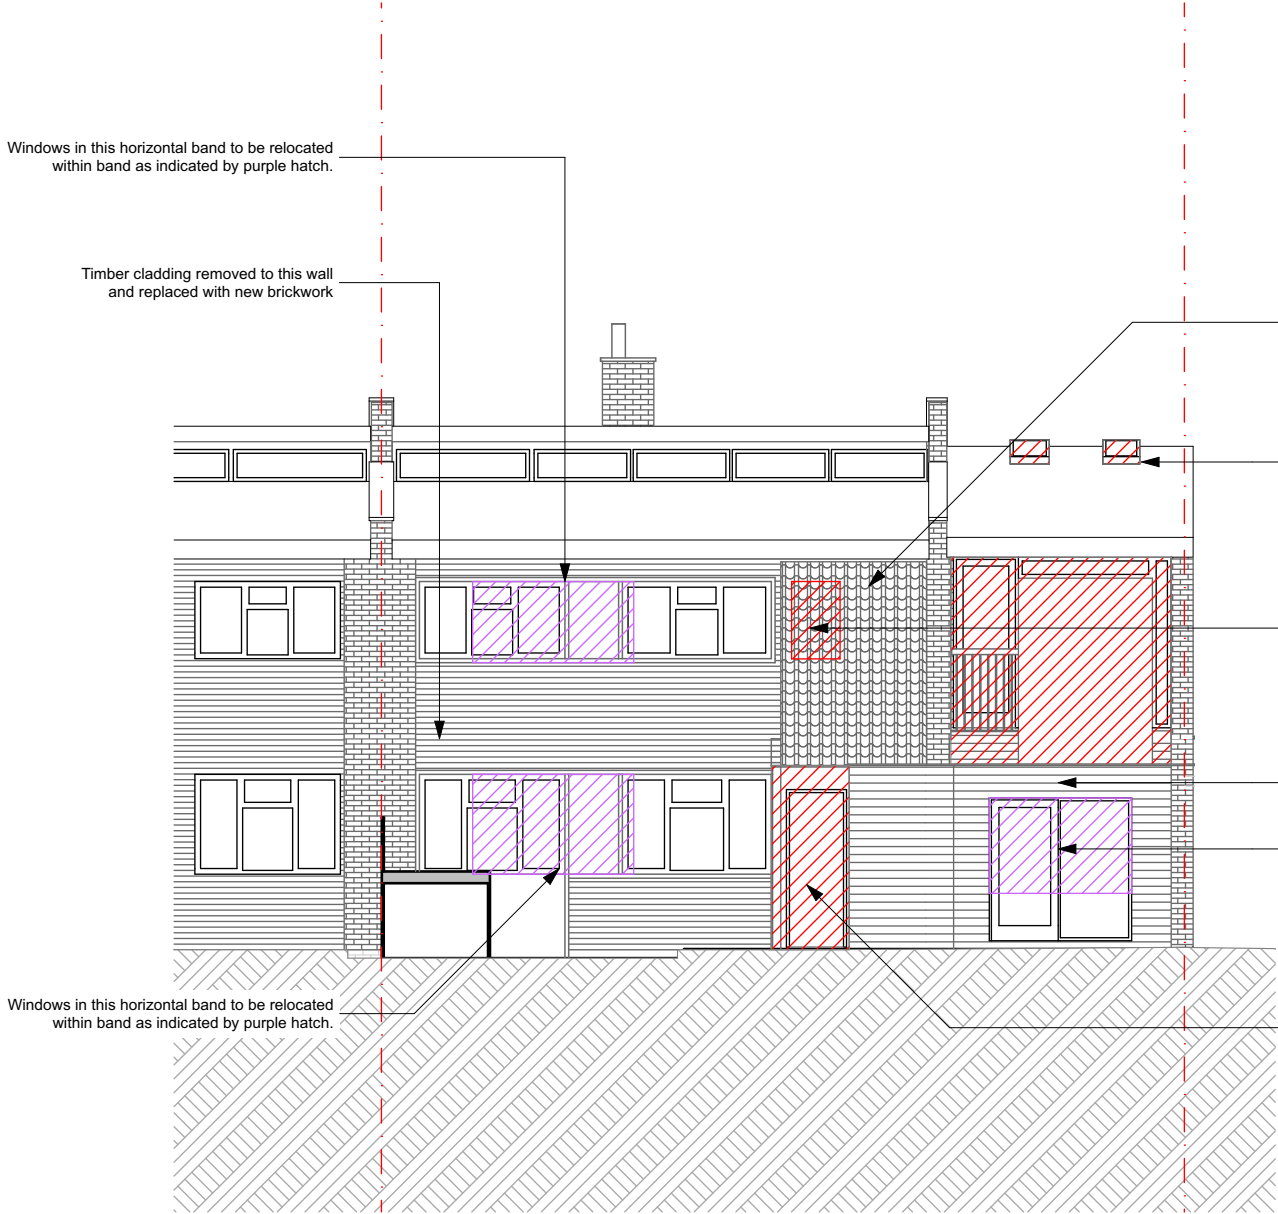 Windows in this horizontal band to be relocated
within band as indicated by purple hatch.
Timber cladding removed to this wall
and replaced with new brickwork
Windows in this horizontal band to be relocated
within band as indicated by purple hatch.